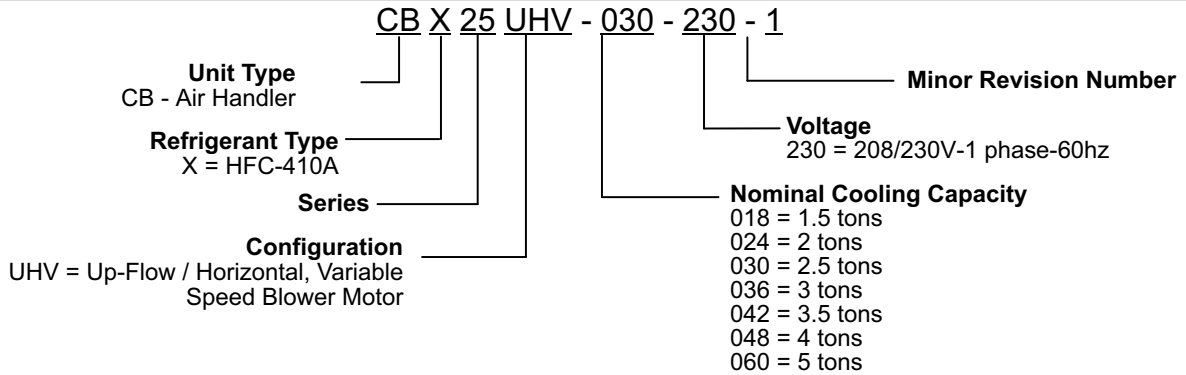 CB X 25 UHV - 030 - 230 - 1
Unit Type
CB - Air Handler
Refrigerant Type
X = HFC-410A
Series
Configuration
UHV = Up-Flow / Horizontal, Variable
Speed Blower Motor
Minor Revision Number
Voltage
230 = 208/230V-1 phase-60hz
Nominal Cooling Capacity
018 = 1.5 tons
024 = 2 tons
030 = 2.5 tons
036 = 3 tons
042 = 3.5 tons
048 = 4 tons
060 = 5 tons